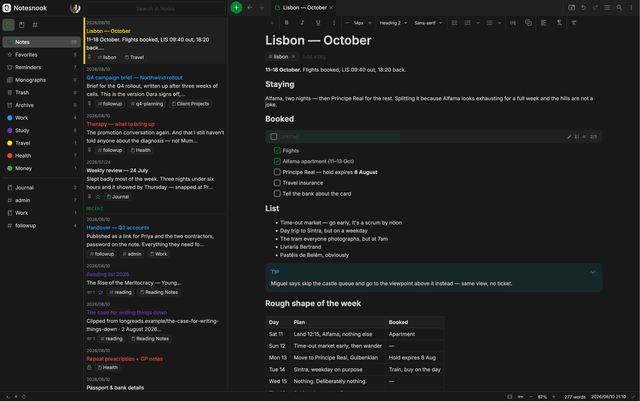 Notesnook
Search in Notes
Notes
Favorites
Reminders
Monographs
Trash
Archive
Work
Study
Travel
Health
Money
Journal
admin
Work
followup
2026/08/10
Lisbon — October
11–18 October. Flights booked, LIS 09:40 out, 18:20
back....
lisbon
Travel
2026/08/10
Q4 campaign brief — Northwind rollout
Brief for the Q4 rollout, written up after three weeks of
calls. This is the version Dara signs off,...
followup
q4-planning
Client Projects
2026/08/10
Therapy — what to bring up
The promotion conversation again. And that I still haven't
told anyone about the diagnosis — not Mum...
followup
Health
2026/07/24
Weekly review — 24 July
Slept badly most of the week. Three nights under six
hours and it showed by Thursday — snapped at Pr...
Journal
RECENT
2026/08/10
Handover — Q3 accounts
Published as a link for Priya and the two contractors,
password on the note. Everything they need fo...
followup
admin
Work
2026/08/10
Reading list 2026
The Rise of the Meritocracy — Young...
1
reading
Reading Notes
2026/08/10
The case for writing things down
Clipped from longreads.example/the-case-for-writing-
things-down · 2 August 2026...
1
reading
Reading Notes
2026/08/10
Repeat prescription + GP notes
Health
2026/08/10
Passport & bank details
Lisbon — October
14px
Heading 2
Sans-serif
Lisbon — October
lisbon
Add a tag
11–18 October. Flights booked, LIS 09:40 out, 18:20 back.
Staying
Alfama, two nights — then Principe Real for the rest. Splitting it because Alfama looks exhausting for a full week and the hills are not a
joke.
Booked
Untitled
2/5
Flights
Alfama apartment (11–13 Oct)
Principe Real — hold expires 8 August
Travel insurance
Tell the bank about the card
List
Time-out market — go early, it's a scrum by noon
Day trip to Sintra, but on a weekday
The tram everyone photographs, but at 7am
Livraria Bertrand
Pastéis de Belém, obviously
TIP
Miguel says skip the castle queue and go to the viewpoint above it instead — same view, no ticket.
Rough shape of the week
Day Plan Booked
Sat 11 Land 12:15, Alfama, nothing else Apartment
Sun 12 Time-out market early, then wander —
Mon 13 Move to Principe Real, Gulbenkian Hold expires 8 Aug
Tue 14 Sintra, weekday on purpose Train, buy on the day
Wed 15 Nothing. Deliberately nothing. —
87%
277 words
2026/08/10 21:10